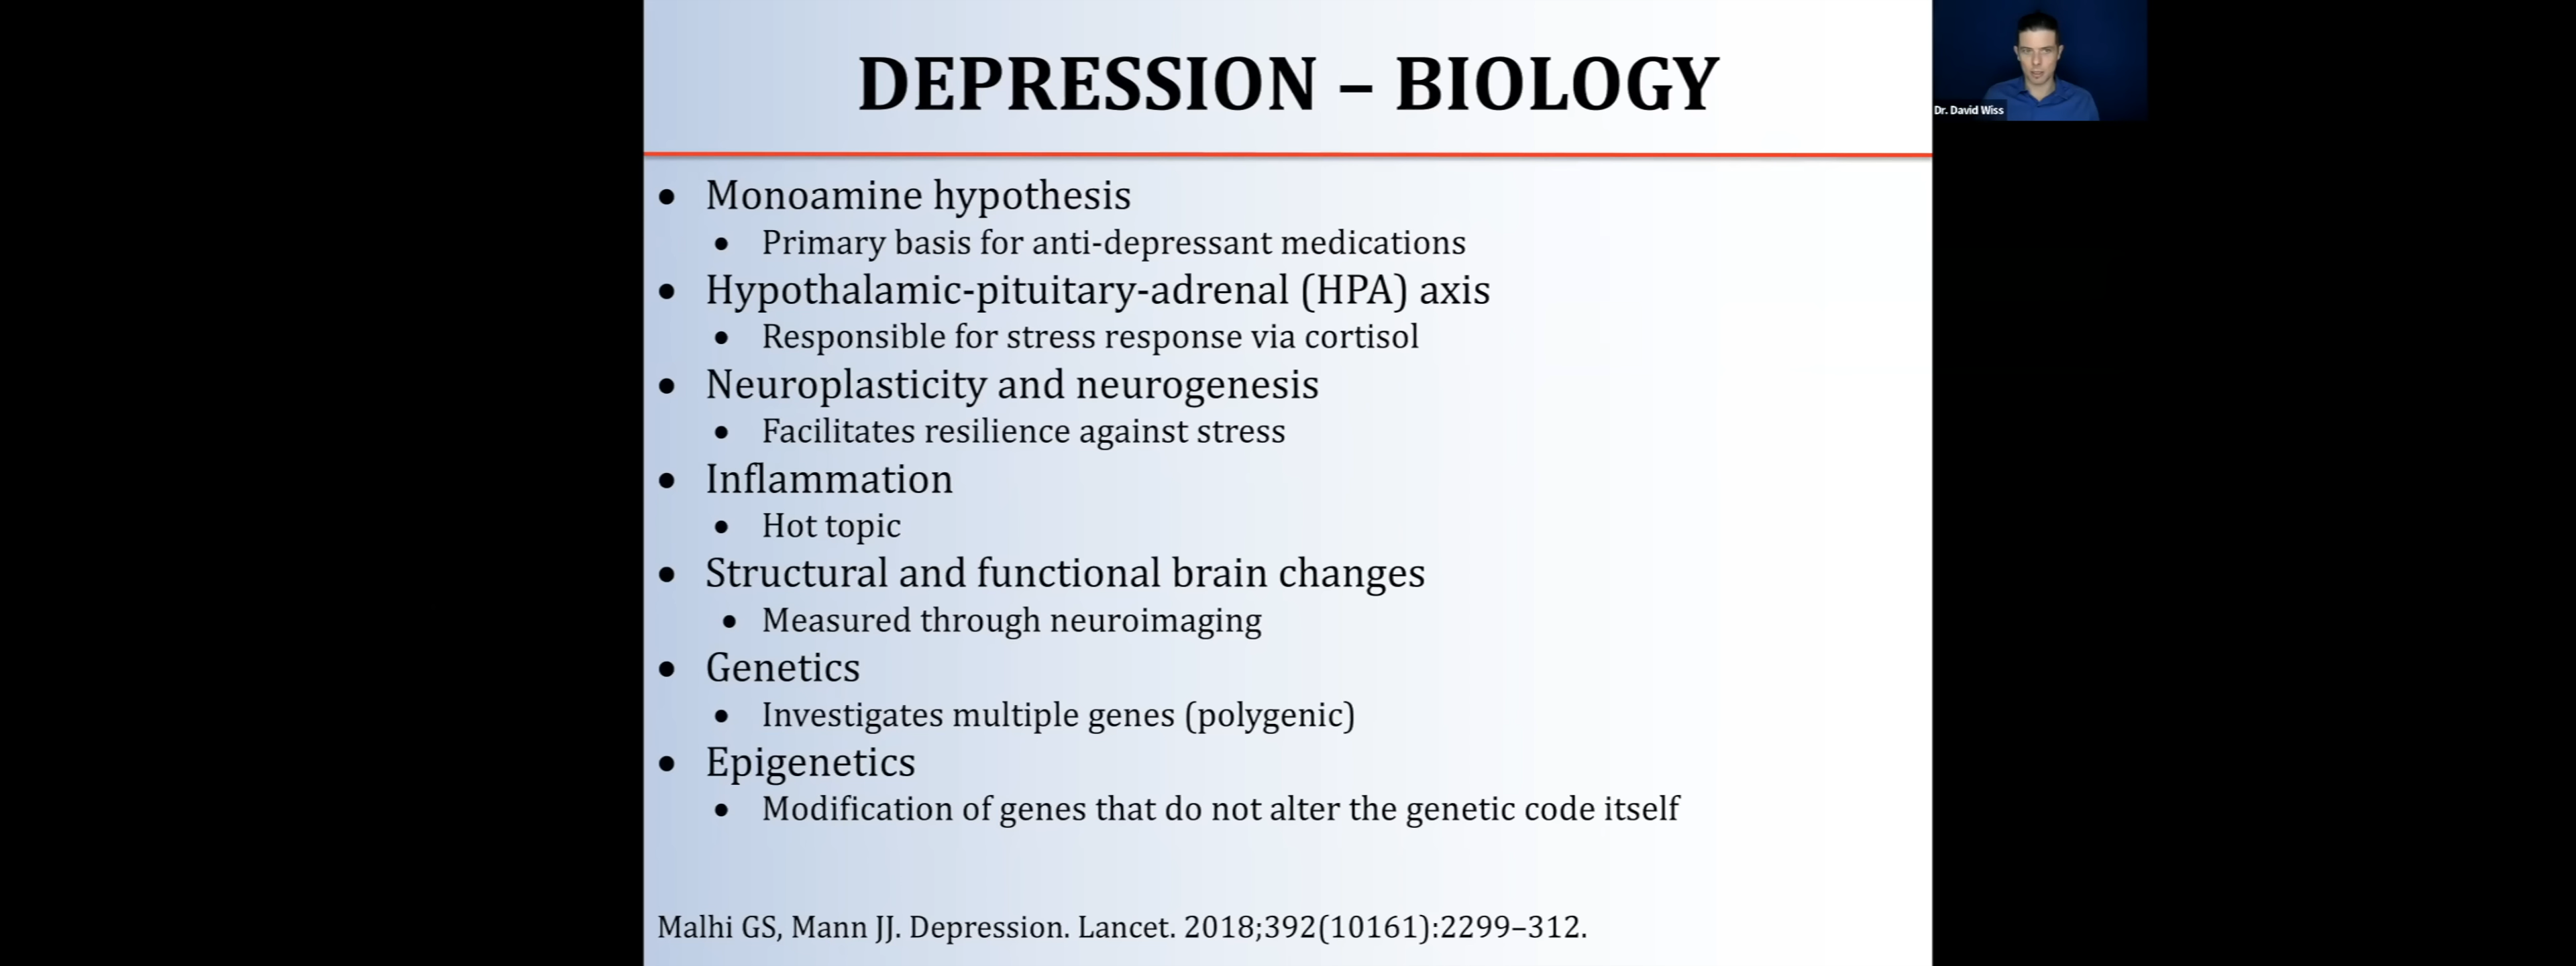 DEPRESSION – BIOLOGY
Dr. David Wiss
• Monoamine hypothesis
• Primary basis for anti-depressant medications
• Hypothalamic-pituitary-adrenal (HPA) axis
• Responsible for stress response via cortisol
• Neuroplasticity and neurogenesis
• Facilitates resilience against stress
• Inflammation
• Hot topic
• Structural and functional brain changes
• Measured through neuroimaging
• Genetics
• Investigates multiple genes (polygenic)
• Epigenetics
• Modification of genes that do not alter the genetic code itself
Malhi GS, Mann JJ. Depression. Lancet. 2018;392(10161):2299–312.